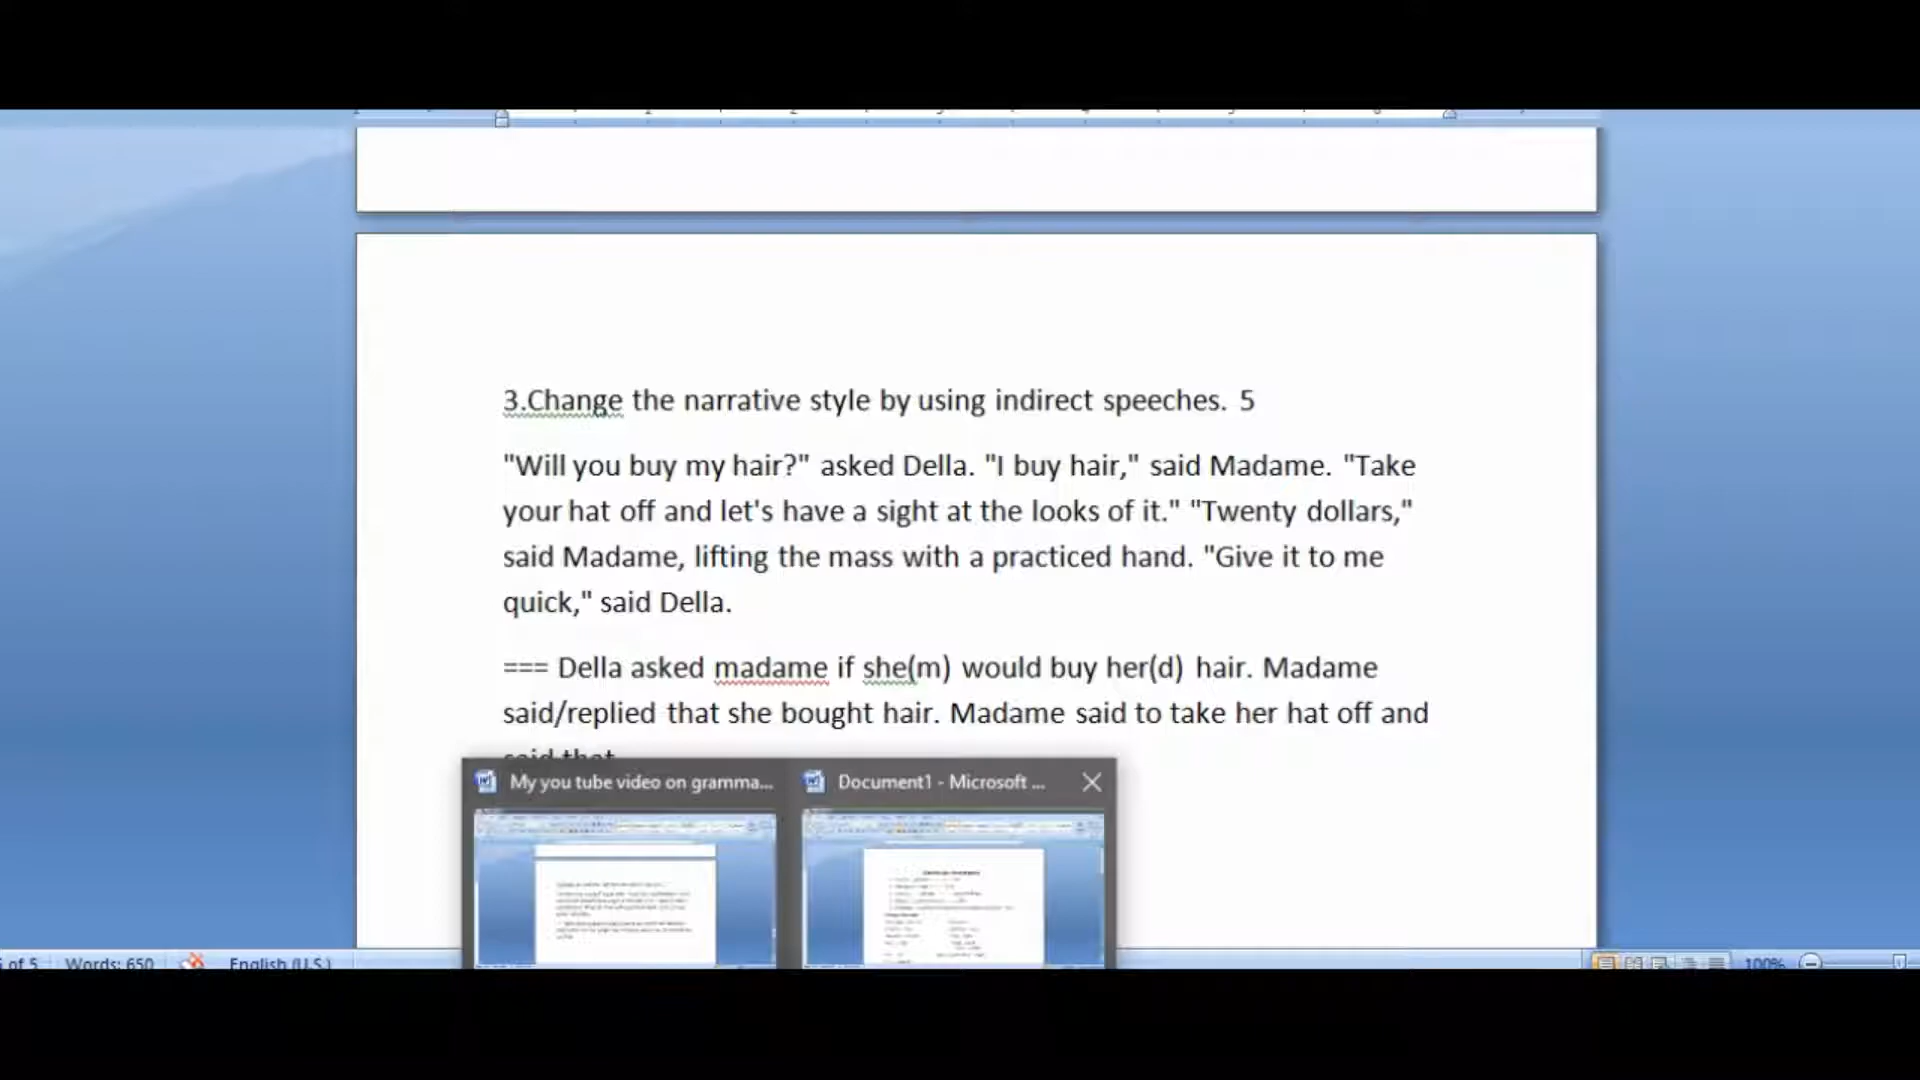 3.Change the narrative style by using indirect speeches. 5
"Will you buy my hair?" asked Della. "I buy hair," said Madame. "Take
your hat off and let's have a sight at the looks of it." "Twenty dollars,"
said Madame, lifting the mass with a practiced hand. "Give it to me
quick," said Della.
=== Della asked madame if she(m) would buy her(d) hair. Madame
said/replied that she bought hair. Madame said to take her hat off and
said that
My you tube video on gramma...
Document1 - Microsoft ...
of 5 Words: 650 English (U.S.) 100%